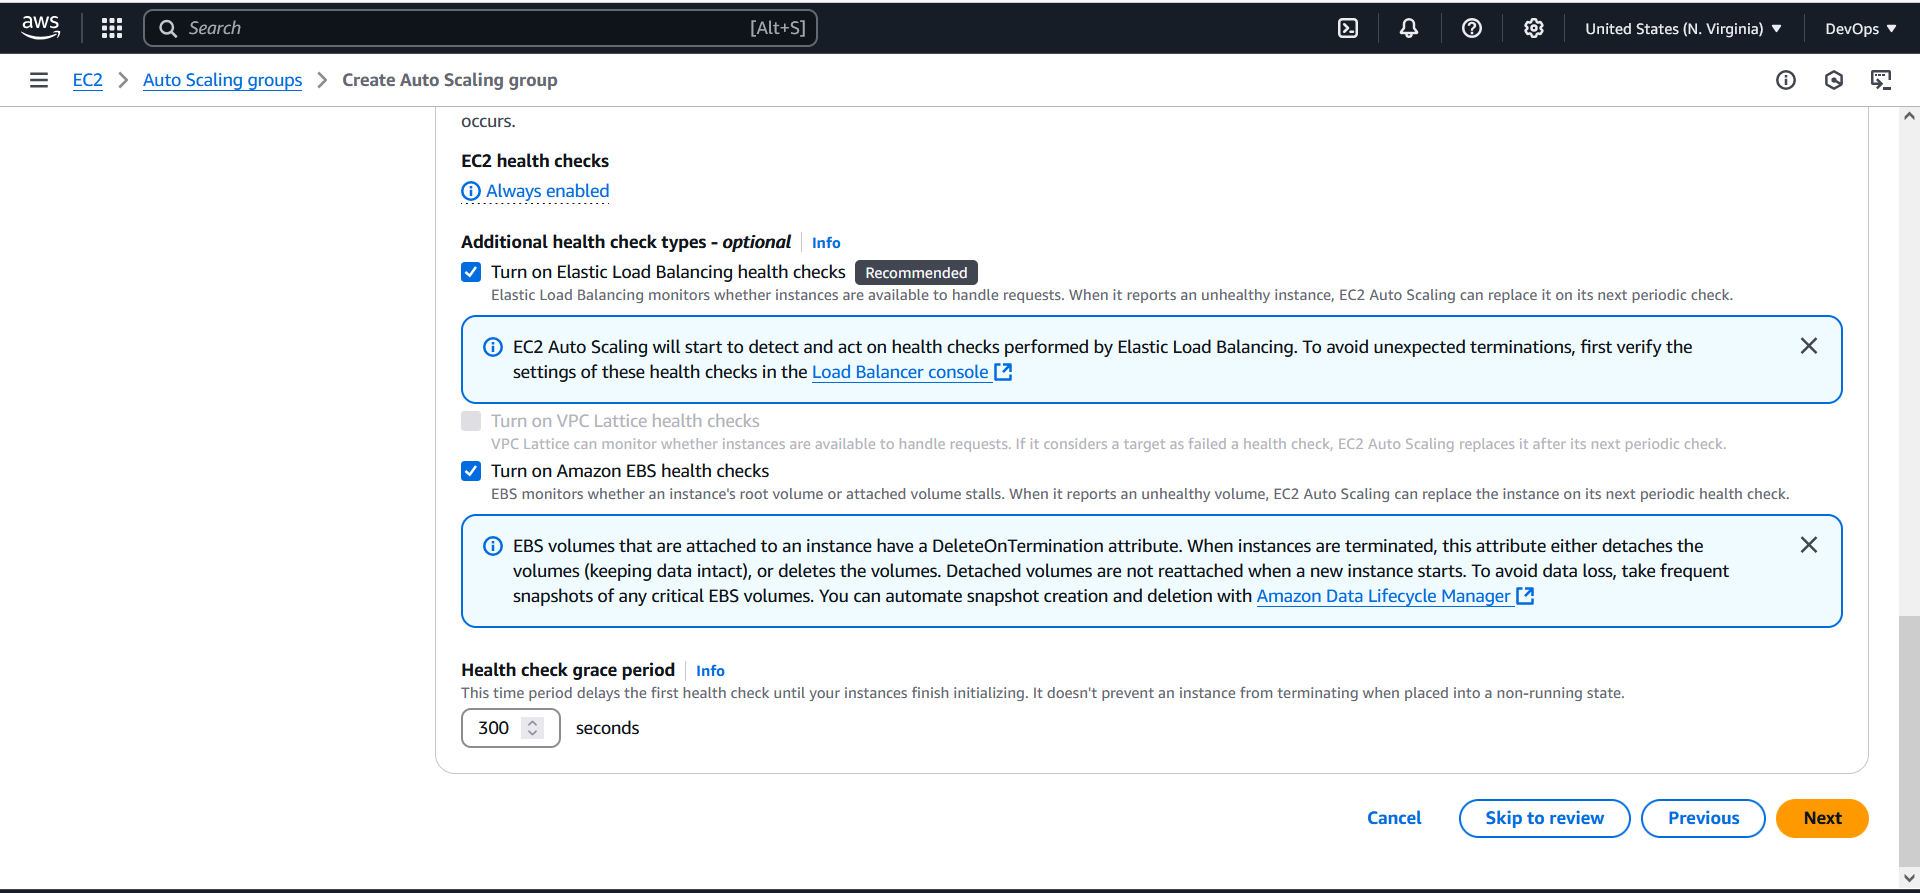 aws
Search
[Alt+S]
United States (N. Virginia)
DevOps
EC2
Auto Scaling groups
Create Auto Scaling group
occurs.
EC2 health checks
Always enabled
Additional health check types - optional
Info
Turn on Elastic Load Balancing health checks
Recommended
Elastic Load Balancing monitors whether instances are available to handle requests. When it reports an unhealthy instance, EC2 Auto Scaling can replace it on its next periodic check.
EC2 Auto Scaling will start to detect and act on health checks performed by Elastic Load Balancing. To avoid unexpected terminations, first verify the
settings of these health checks in the Load Balancer console
Turn on VPC Lattice health checks
VPC Lattice can monitor whether instances are available to handle requests. If it considers a target as failed a health check, EC2 Auto Scaling replaces it after its next periodic check.
Turn on Amazon EBS health checks
EBS monitors whether an instance's root volume or attached volume stalls. When it reports an unhealthy volume, EC2 Auto Scaling can replace the instance on its next periodic health check.
EBS volumes that are attached to an instance have a DeleteOnTermination attribute. When instances are terminated, this attribute either detaches the
volumes (keeping data intact), or deletes the volumes. Detached volumes are not reattached when a new instance starts. To avoid data loss, take frequent
snapshots of any critical EBS volumes. You can automate snapshot creation and deletion with Amazon Data Lifecycle Manager
Health check grace period
Info
This time period delays the first health check until your instances finish initializing. It doesn't prevent an instance from terminating when placed into a non-running state.
300
seconds
Cancel
Skip to review
Previous
Next